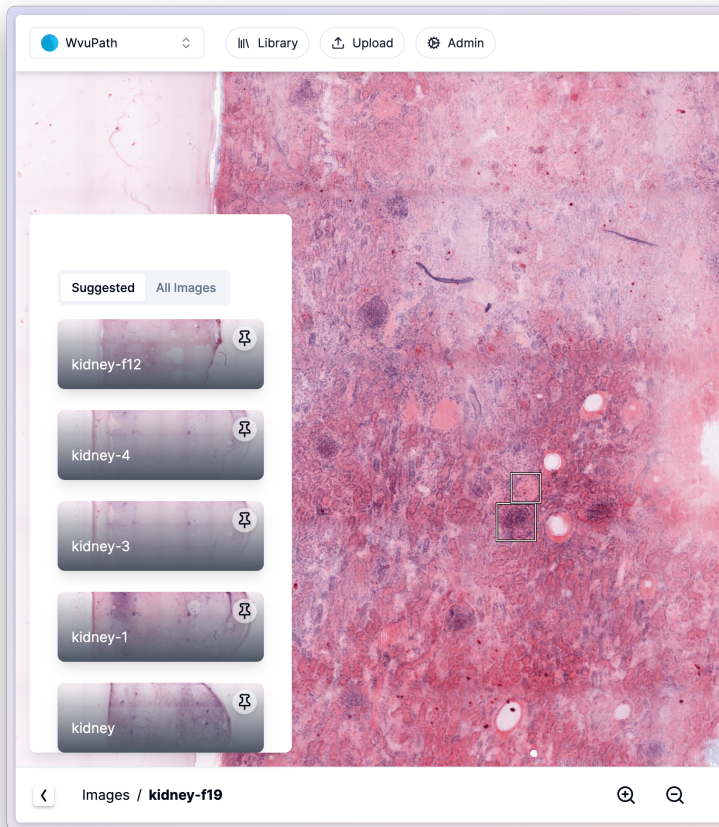 WvuPath Library Upload Admin
Suggested All Images
kidney-f12
kidney-4
kidney-3
kidney-1
kidney
Images / kidney-f19